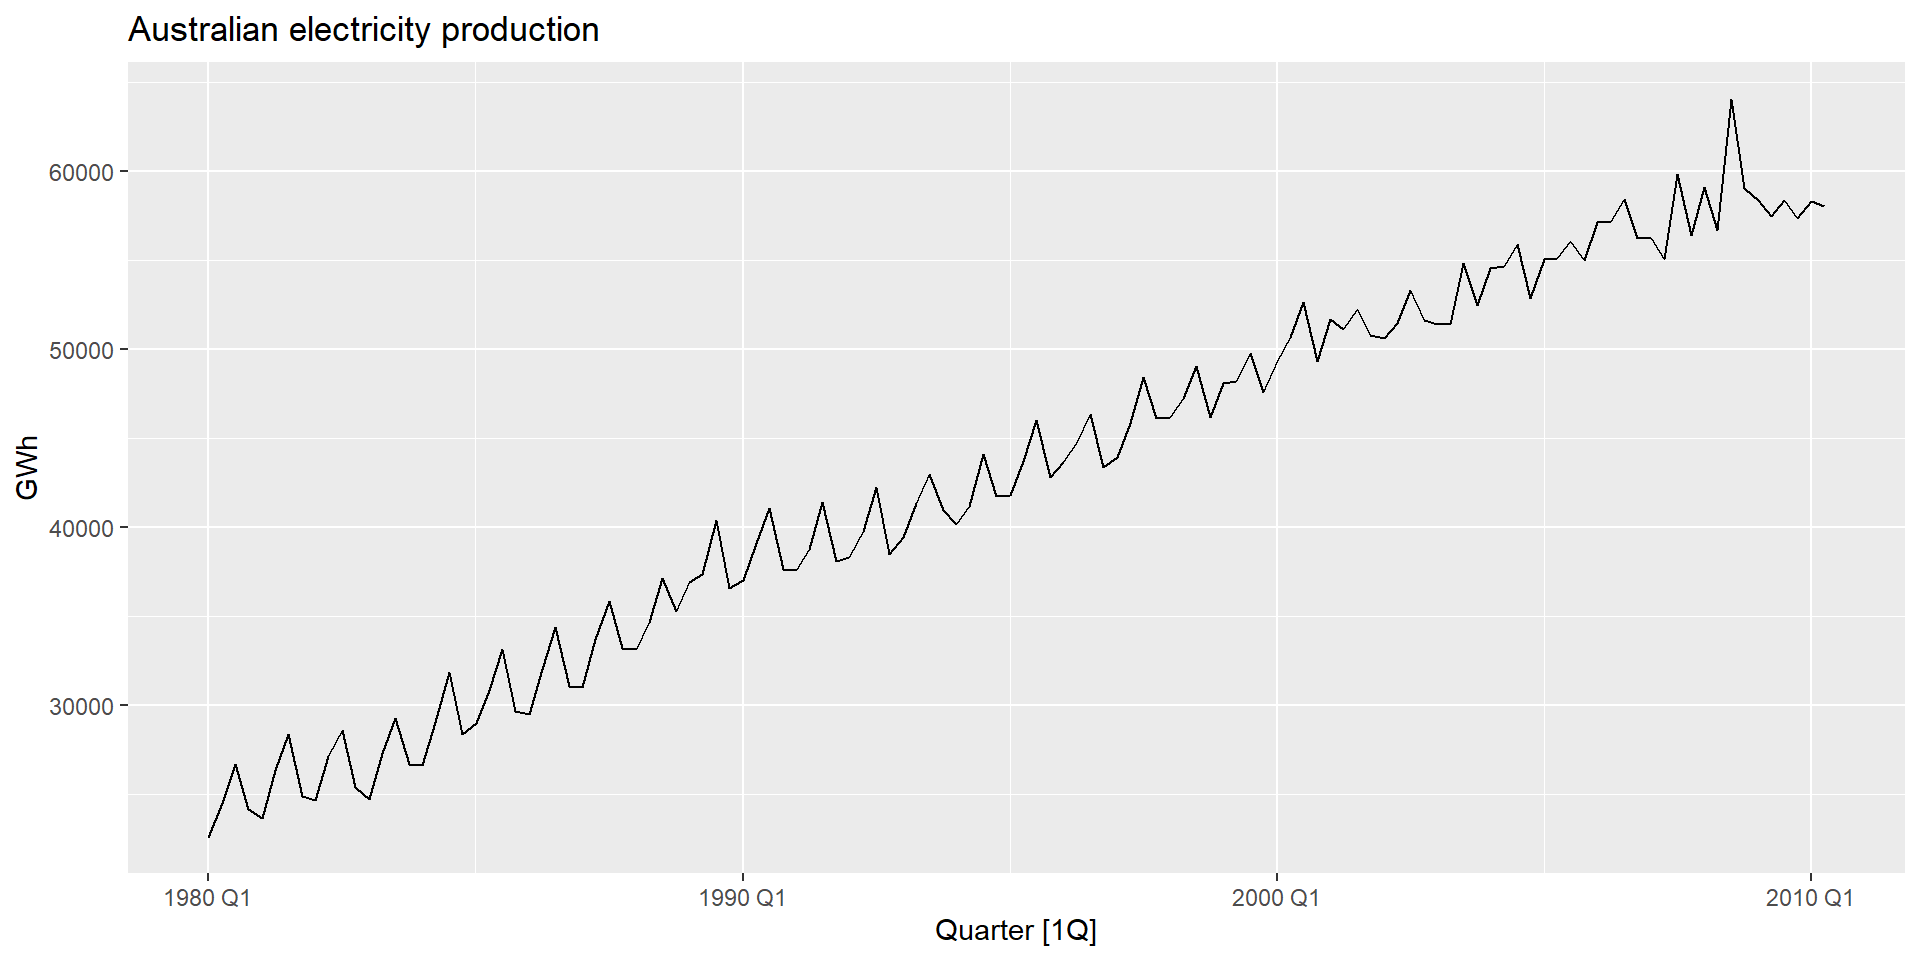 Australian electricity production
60000
50000
40000
30000
GWh
1980 Q1
1990 Q1
2000 Q1
2010 Q1
Quarter [1Q]